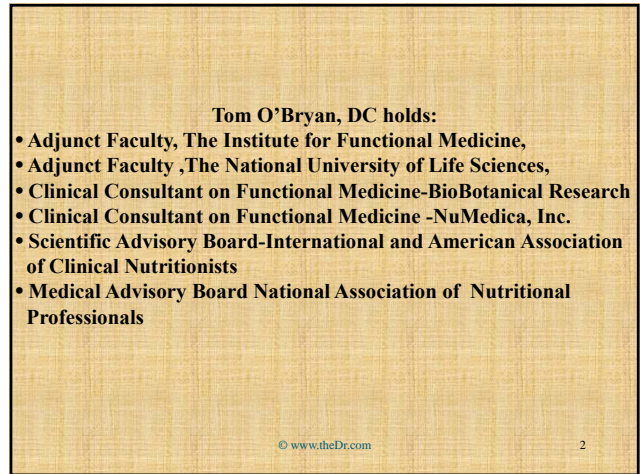 Tom O’Bryan, DC holds:
• Adjunct Faculty, The Institute for Functional Medicine,
• Adjunct Faculty ,The National University of Life Sciences,
• Clinical Consultant on Functional Medicine-BioBotanical Research
• Clinical Consultant on Functional Medicine -NuMedica, Inc.
• Scientific Advisory Board-International and American Association
of Clinical Nutritionists
• Medical Advisory Board National Association of Nutritional
Professionals
© www.theDr.com 2